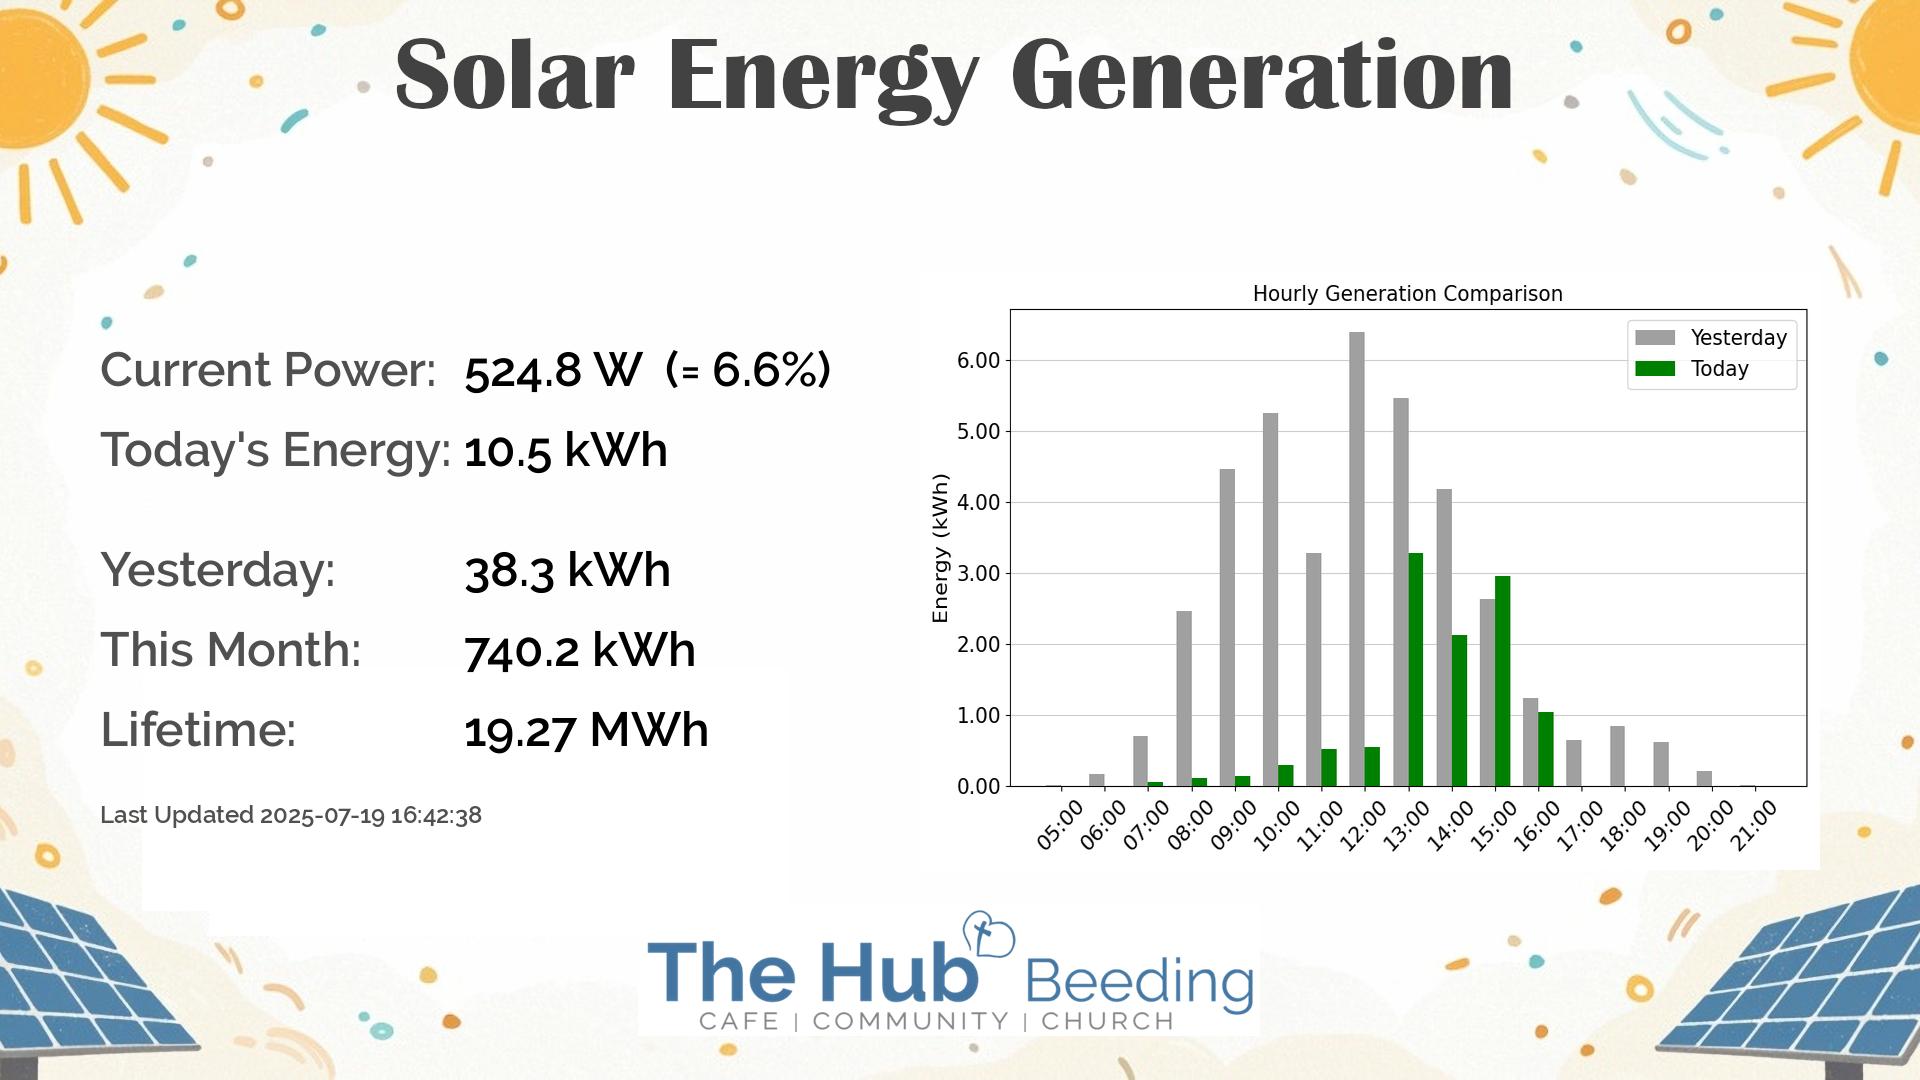 Solar Energy Generation
Current Power: 524.8 W (= 6.6%)
Today's Energy: 10.5 kWh
Yesterday: 38.3 kWh
This Month: 740.2 kWh
Lifetime: 19.27 MWh
Last Updated 2025-07-19 16:42:38
Hourly Generation Comparison
Yesterday
Today
Energy (kWh)
6.00
5.00
4.00
3.00
2.00
1.00
0.00
05:00 06:00 07:00 08:00 09:00 10:00 11:00 12:00 13:00 14:00 15:00 16:00 17:00 18:00 19:00 20:00 21:00
The Hub Beeding
CAFE | COMMUNITY | CHURCH